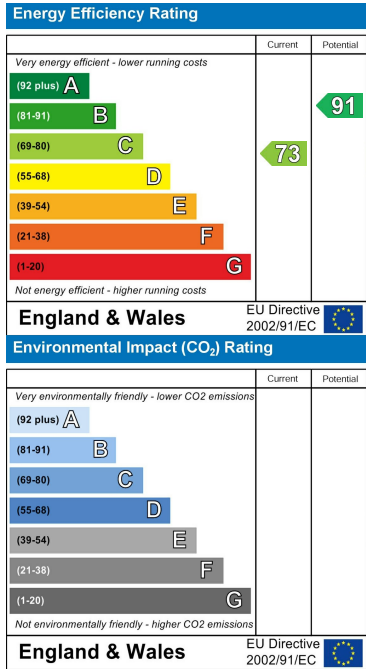 Energy Efficiency Rating
Current Potential
Very energy efficient - lower running costs
(92 plus) A
(81-91) B
91
(69-80) C
73
(55-68) D
(39-54) E
(21-38) F
(1-20) G
Not energy efficient - higher running costs
England & Wales
EU Directive
2002/91/EC
Environmental Impact (CO₂) Rating
Current Potential
Very environmentally friendly - lower CO2 emissions
(92 plus) A
(81-91) B
(69-80) C
(55-68) D
(39-54) E
(21-38) F
(1-20) G
Not environmentally friendly - higher CO2 emissions
England & Wales
EU Directive
2002/91/EC